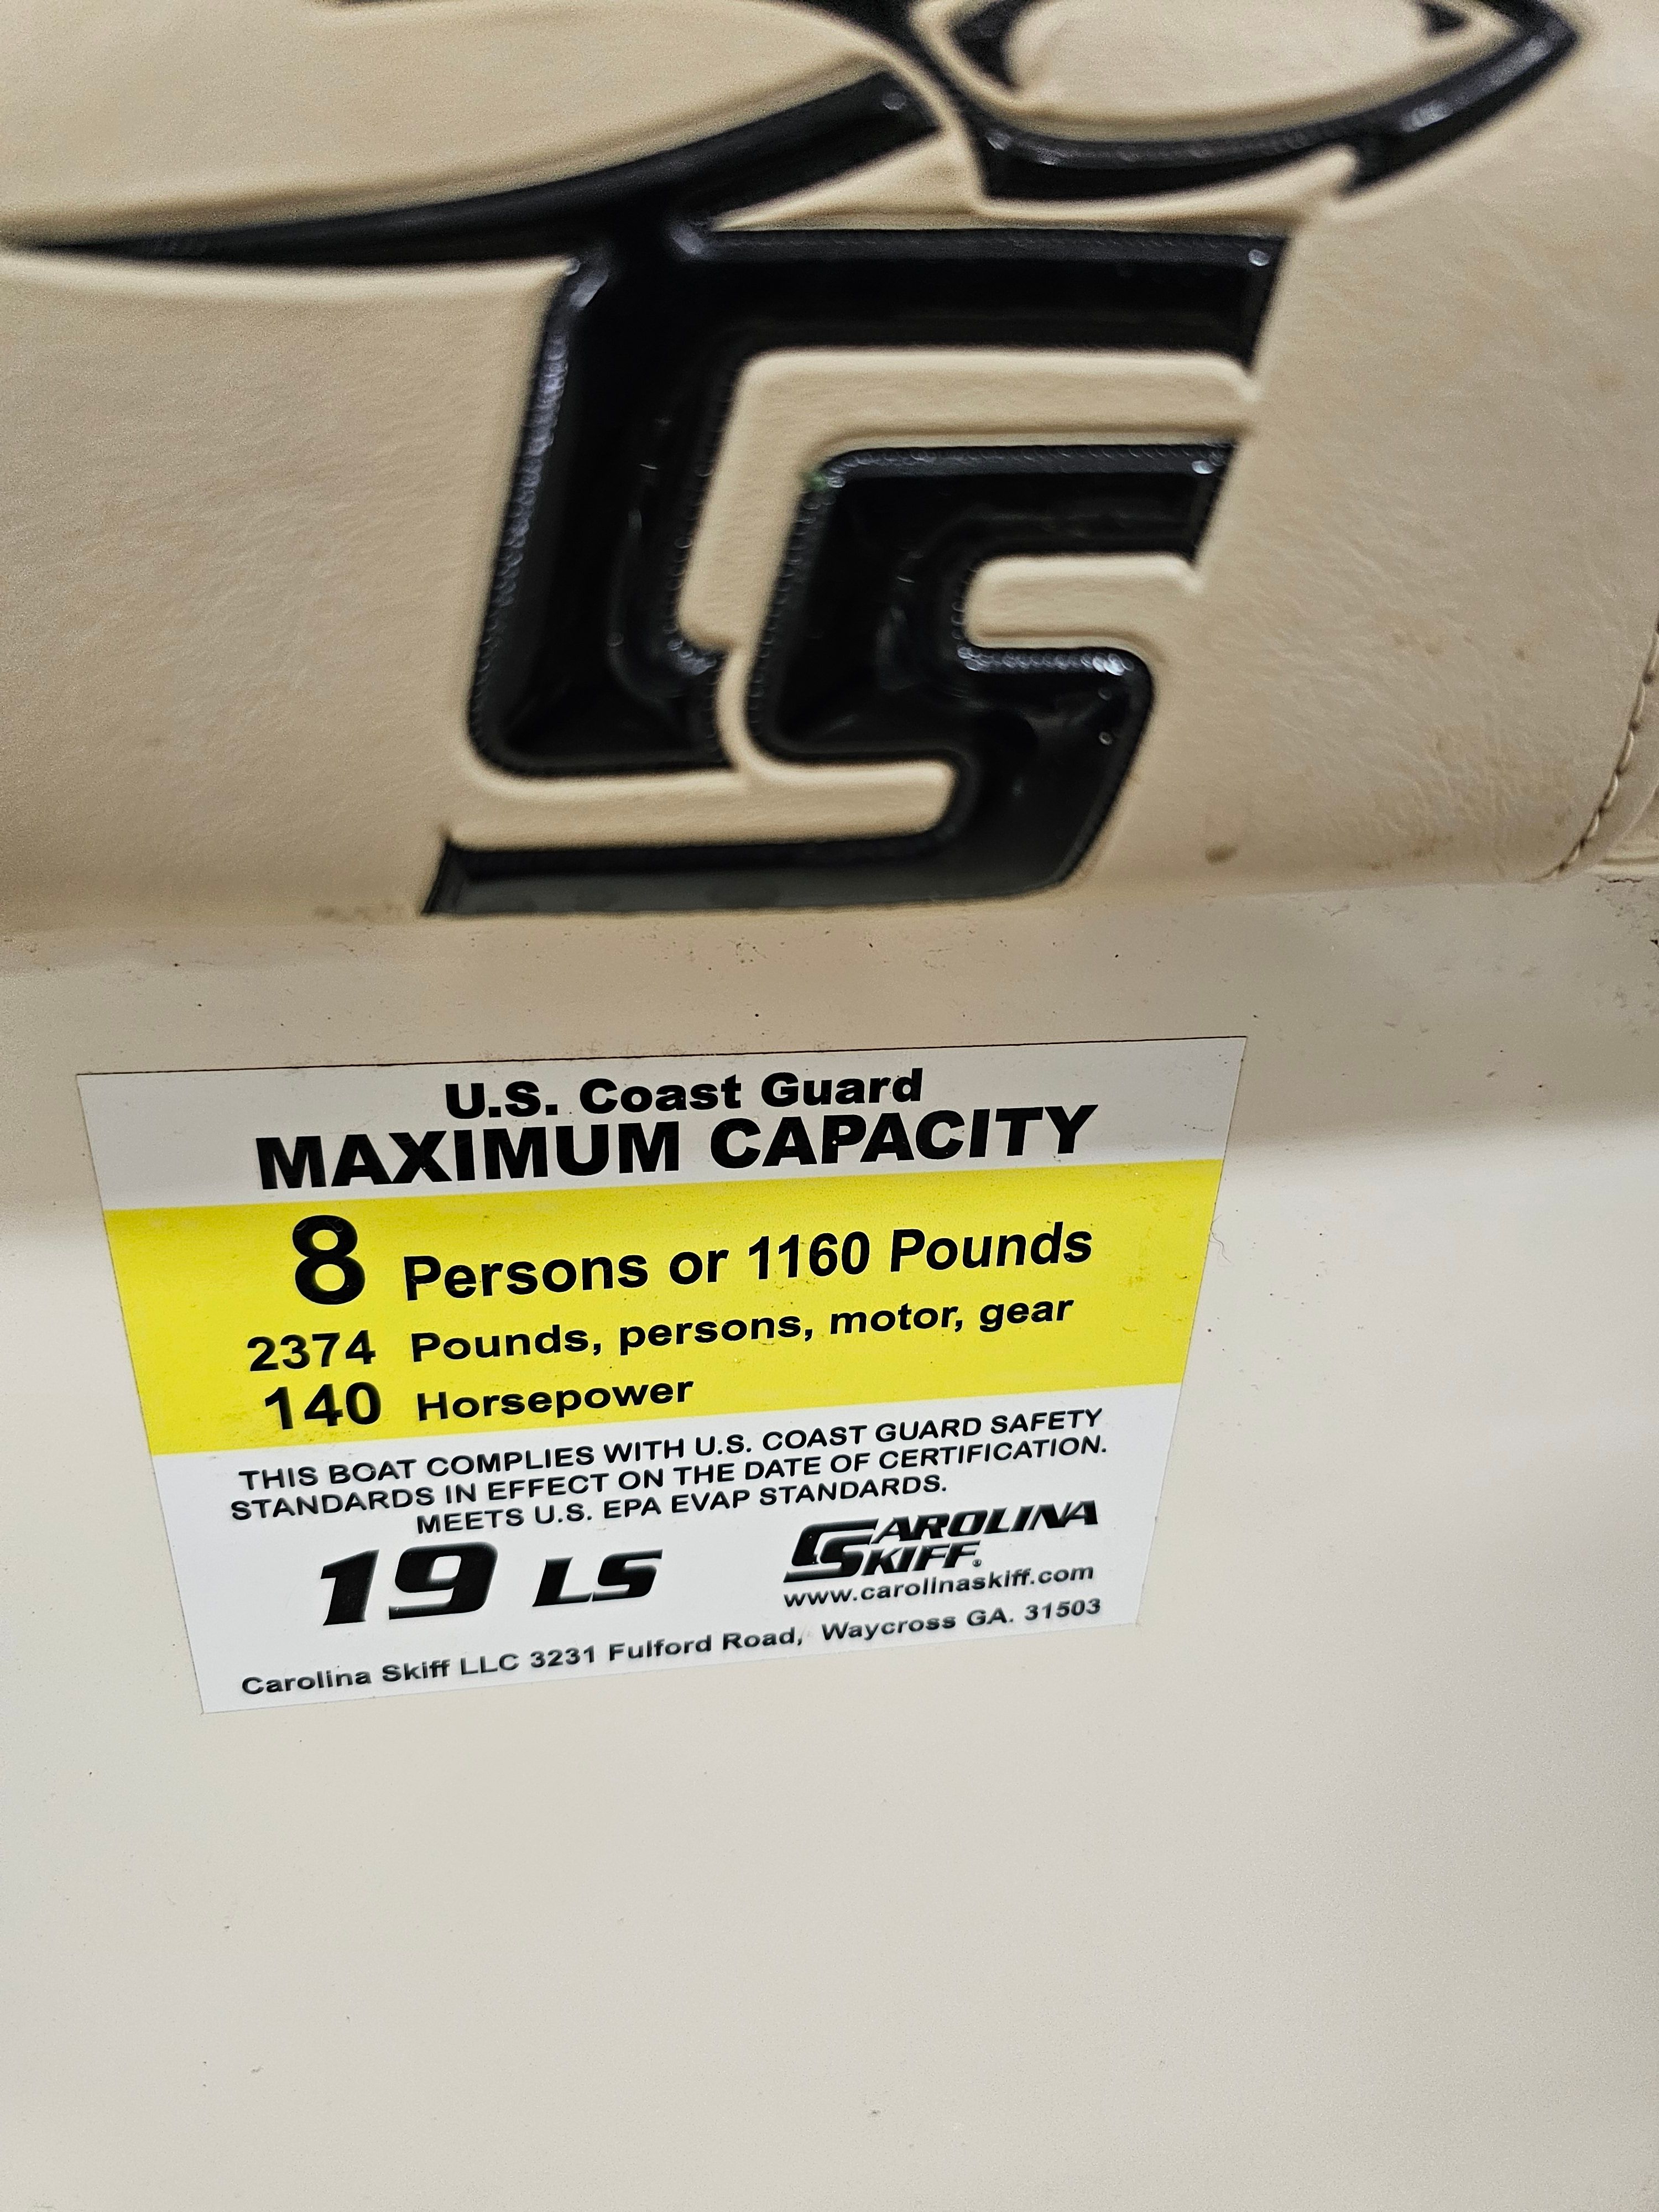 U.S. Coast Guard
MAXIMUM CAPACITY
8 Persons or 1160 Pounds
2374 Pounds, persons, motor, gear
140 Horsepower
THIS BOAT COMPLIES WITH U.S. COAST GUARD SAFETY
STANDARDS IN EFFECT ON THE DATE OF CERTIFICATION.
MEETS U.S. EPA EVAP STANDARDS.
19 LS
CAROLINA
SKIFF®
www.carolinaskiff.com
Carolina Skiff LLC 3231 Fulford Road, Waycross GA. 31503